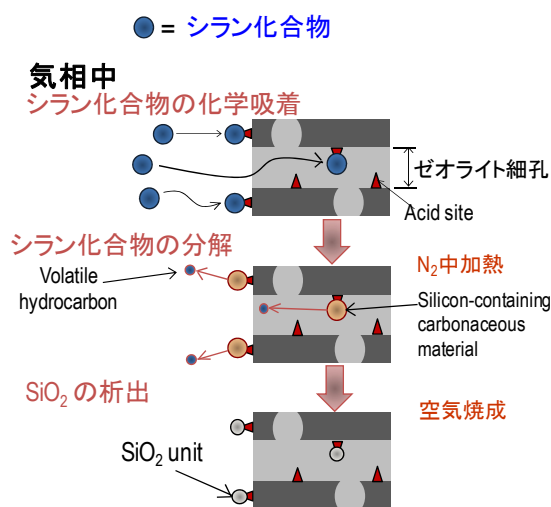 = シラン化合物
気相中
シラン化合物の化学吸着
ゼオライト細孔
Acid site
シラン化合物の分解
N₂中加熱
Volatile
hydrocarbon
Silicon-containing
carbonaceous
material
SiO₂ の析出
空気焼成
SiO₂ unit